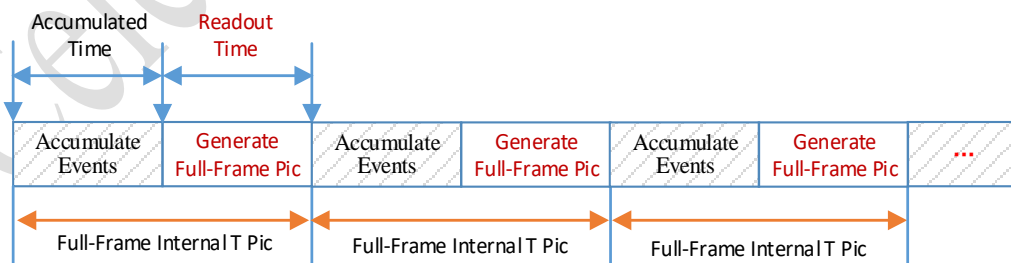 Accumulated
Time
Readout
Time
Accumulate
Events
Generate
Full-Frame Pic
Accumulate
Events
Generate
Full-Frame Pic
Accumulate
Events
Generate
Full-Frame Pic
...
Full-Frame Internal T Pic
Full-Frame Internal T Pic
Full-Frame Internal T Pic